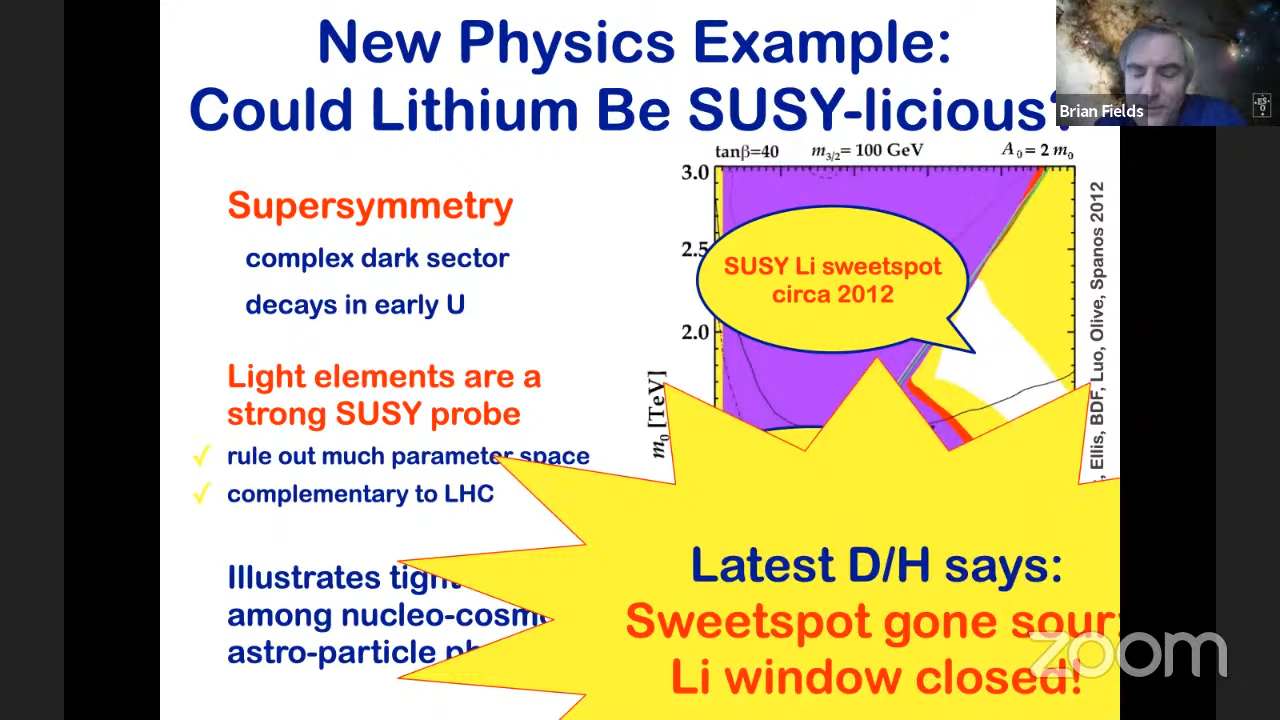 New Physics Example:
Could Lithium Be SUSY-licious?
Brian Fields
tanβ=40 m3/2= 100 GeV A0 = 2 m0
Supersymmetry
complex dark sector
decays in early U
Light elements are a
strong SUSY probe
✓ rule out much parameter space
✓ complementary to LHC
Illustrates tight
among nucleo-cosmo
astro-particle
3.0
2.5
2.0
m0 [TeV]
SUSY Li sweetspot
circa 2012
, Ellis, BDF, Luo, Olive, Spanos 2012
Latest D/H says:
Sweetspot gone sour:
Li window closed!
zoom